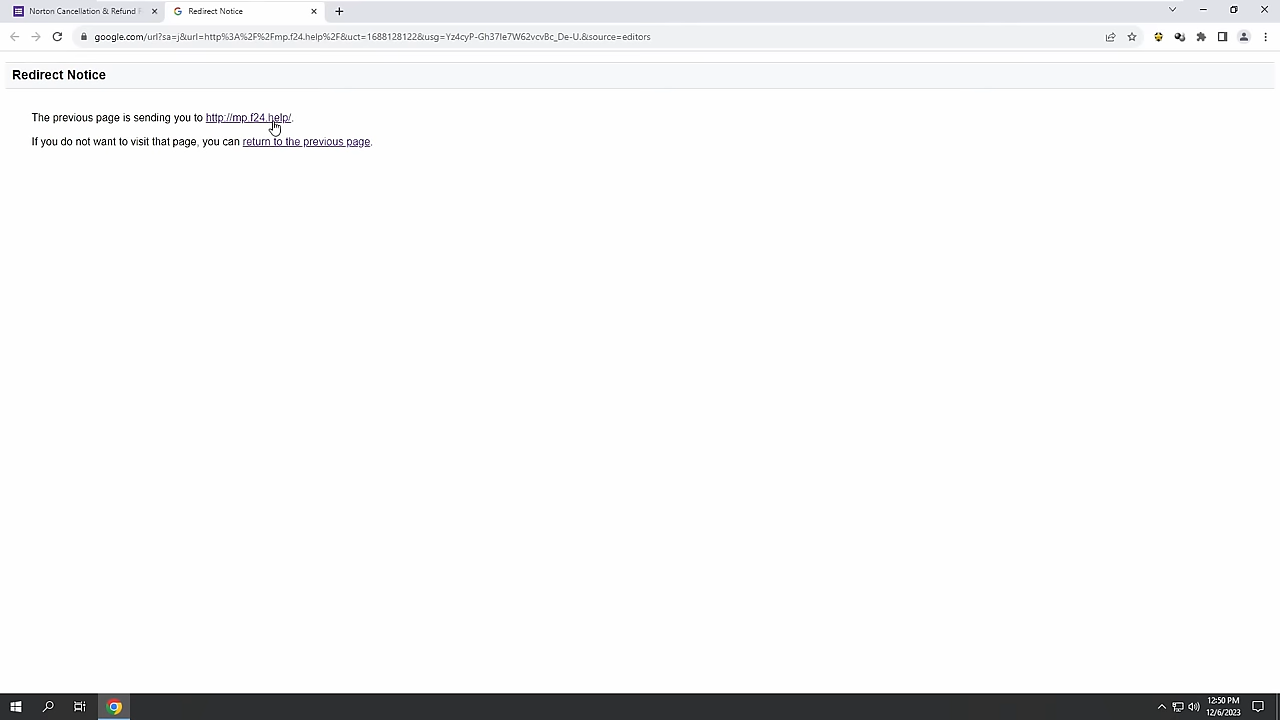 Norton Cancellation & Refund
Redirect Notice
google.com/url?sa=j&url=http%3A%2F%2Fmp.f24.help%2F&uct=1688128122&usg=Yz4cyP-Gh37Ie7W62vcvBc_De-U.&source=editors
Redirect Notice
The previous page is sending you to http://mp.f24.help/.
If you do not want to visit that page, you can return to the previous page.
12:50 PM
12/6/2023